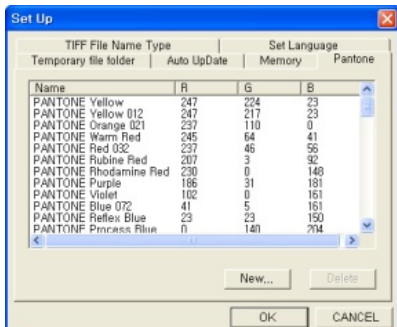 Set Up
TIFF File Name Type Set Language
Temporary file folder Auto UpDate Memory Pantone
Name R G B
PANTONE Yellow 247 224 23
PANTONE Yellow 012 247 217 23
PANTONE Orange 021 237 110 0
PANTONE Warm Red 245 64 41
PANTONE Red 032 237 46 56
PANTONE Rubine Red 207 3 92
PANTONE Rhodamine Red 230 0 148
PANTONE Purple 186 31 181
PANTONE Violet 102 0 161
PANTONE Blue 072 41 5 161
PANTONE Reflex Blue 23 23 150
PANTONE Process Blue 0 140 204
New... Delete
OK CANCEL